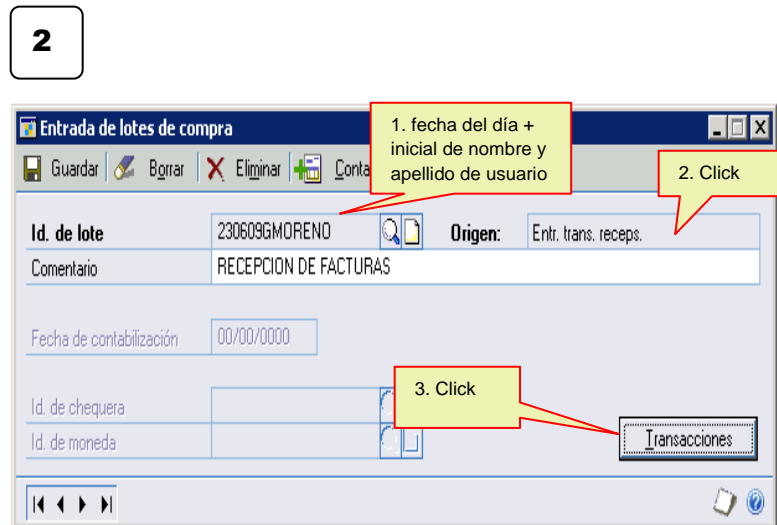 2
Entrada de lotes de compra
1. fecha del día +
inicial de nombre y
apellido de usuario
Guardar Borrar Eliminar Conta
2. Click
Id. de lote 230609GMORENO Origen: Entr. trans. receps.
Comentario RECEPCION DE FACTURAS
Fecha de contabilización 00/00/0000
3. Click
Id. de chequera
Id. de moneda
Transacciones